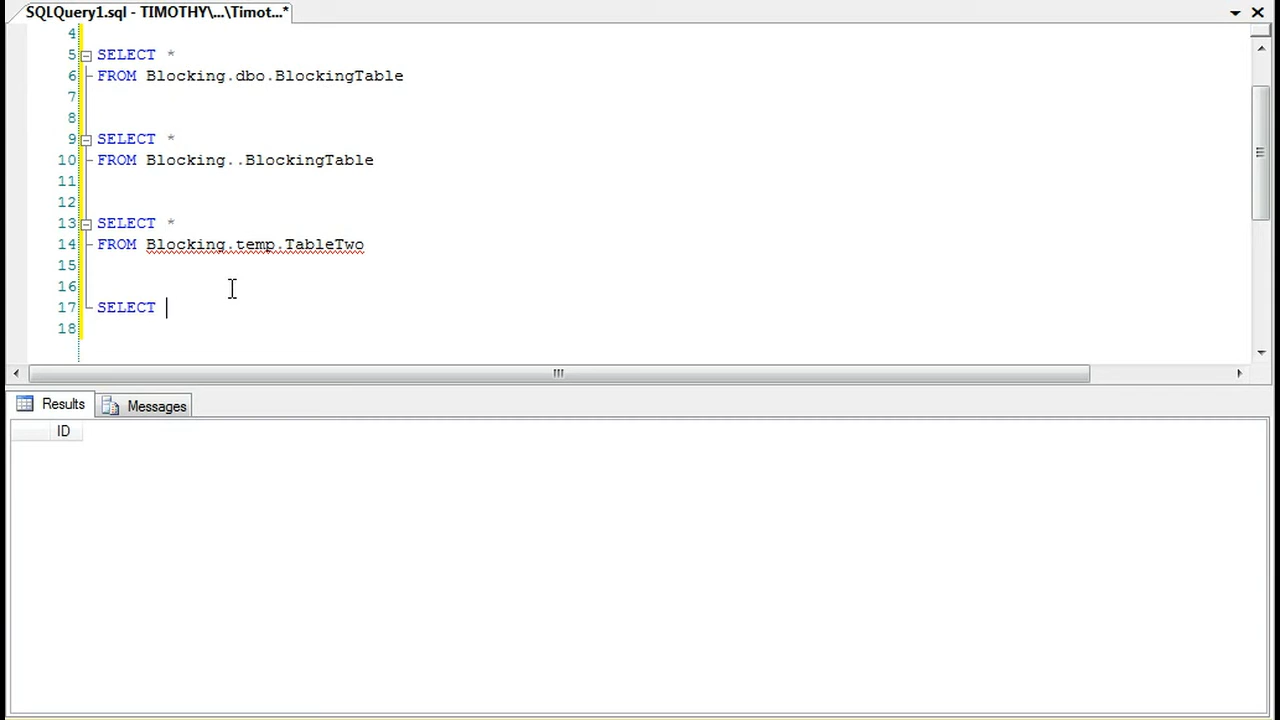 SQLQuery1.sql - TIMOTHY\...\Timot...*
4
5 SELECT *
6 FROM Blocking.dbo.BlockingTable
7
8
9 SELECT *
10 FROM Blocking..BlockingTable
11
12
13 SELECT *
14 FROM Blocking.temp.TableTwo
15
16
17 SELECT
18
Results Messages
ID